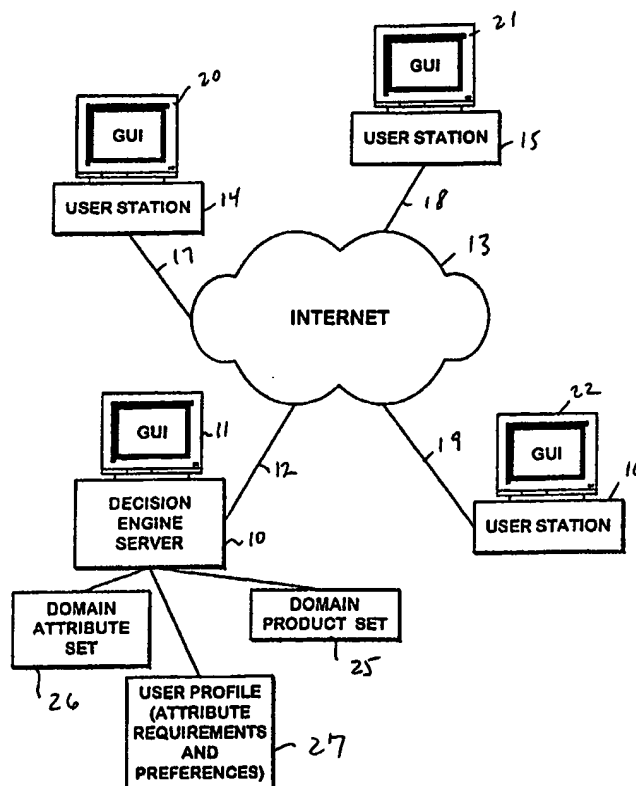 21
GUI
USER STATION
15
20
GUI
USER STATION
14
18
13
17
INTERNET
GUI
11
12
DECISION
ENGINE
SERVER
10
19
22
GUI
16
USER STATION
DOMAIN
ATTRIBUTE
SET
26
DOMAIN
PRODUCT SET
25
USER PROFILE
(ATTRIBUTE
REQUIREMENTS
AND
PREFERENCES)
27